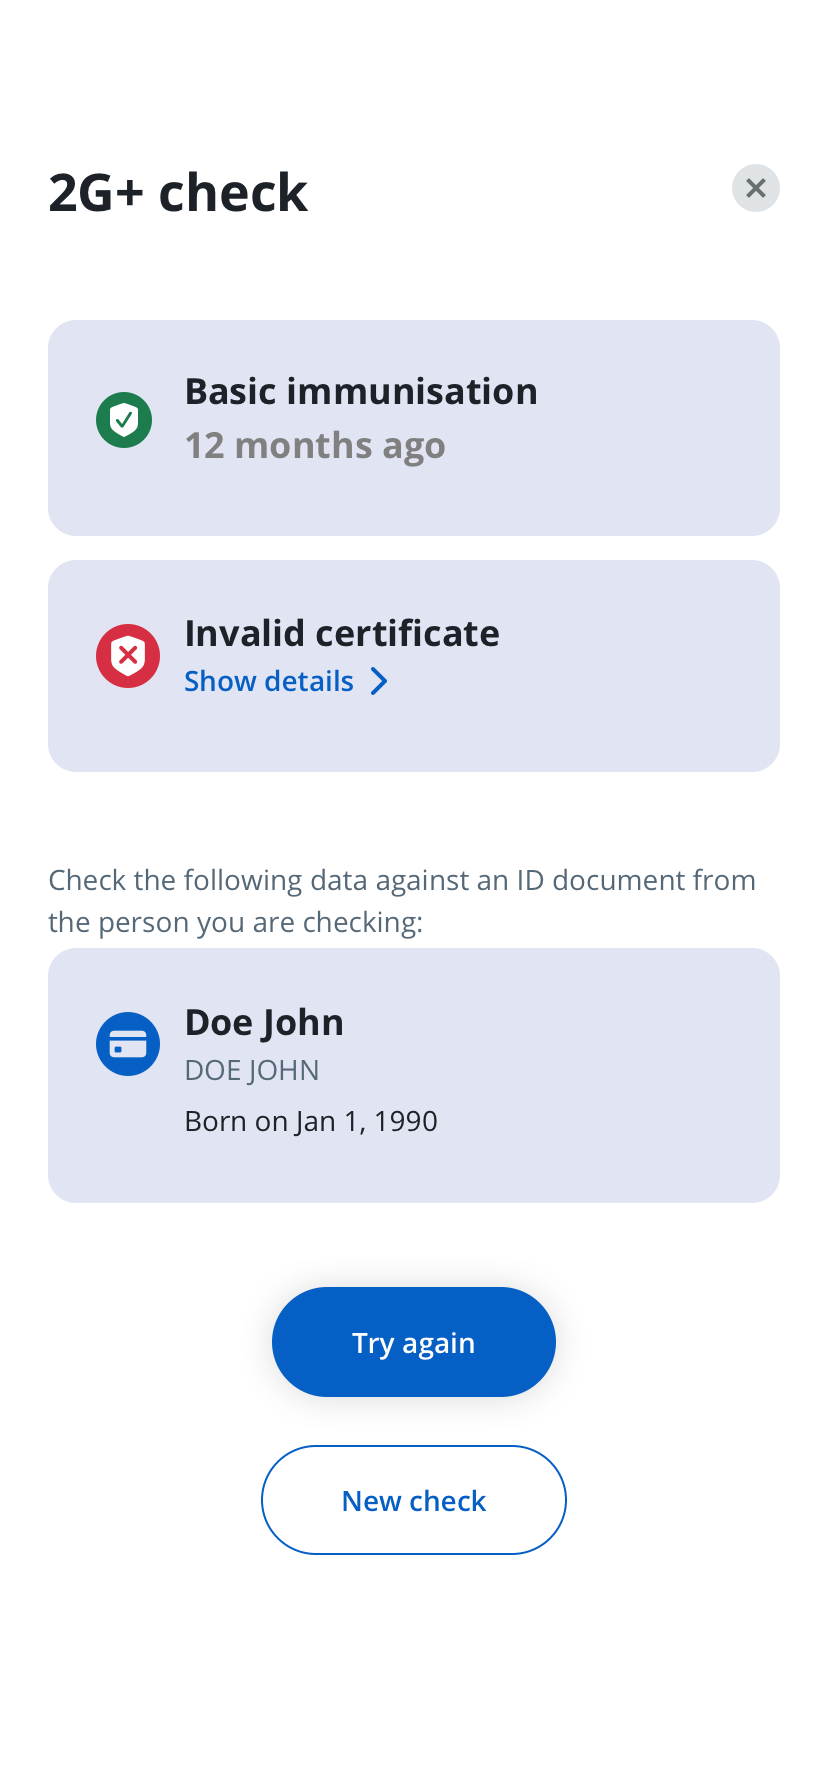 2G+ check
Basic immunisation
12 months ago
Invalid certificate
Show details
Check the following data against an ID document from
the person you are checking:
Doe John
DOE JOHN
Born on Jan 1, 1990
Try again
New check